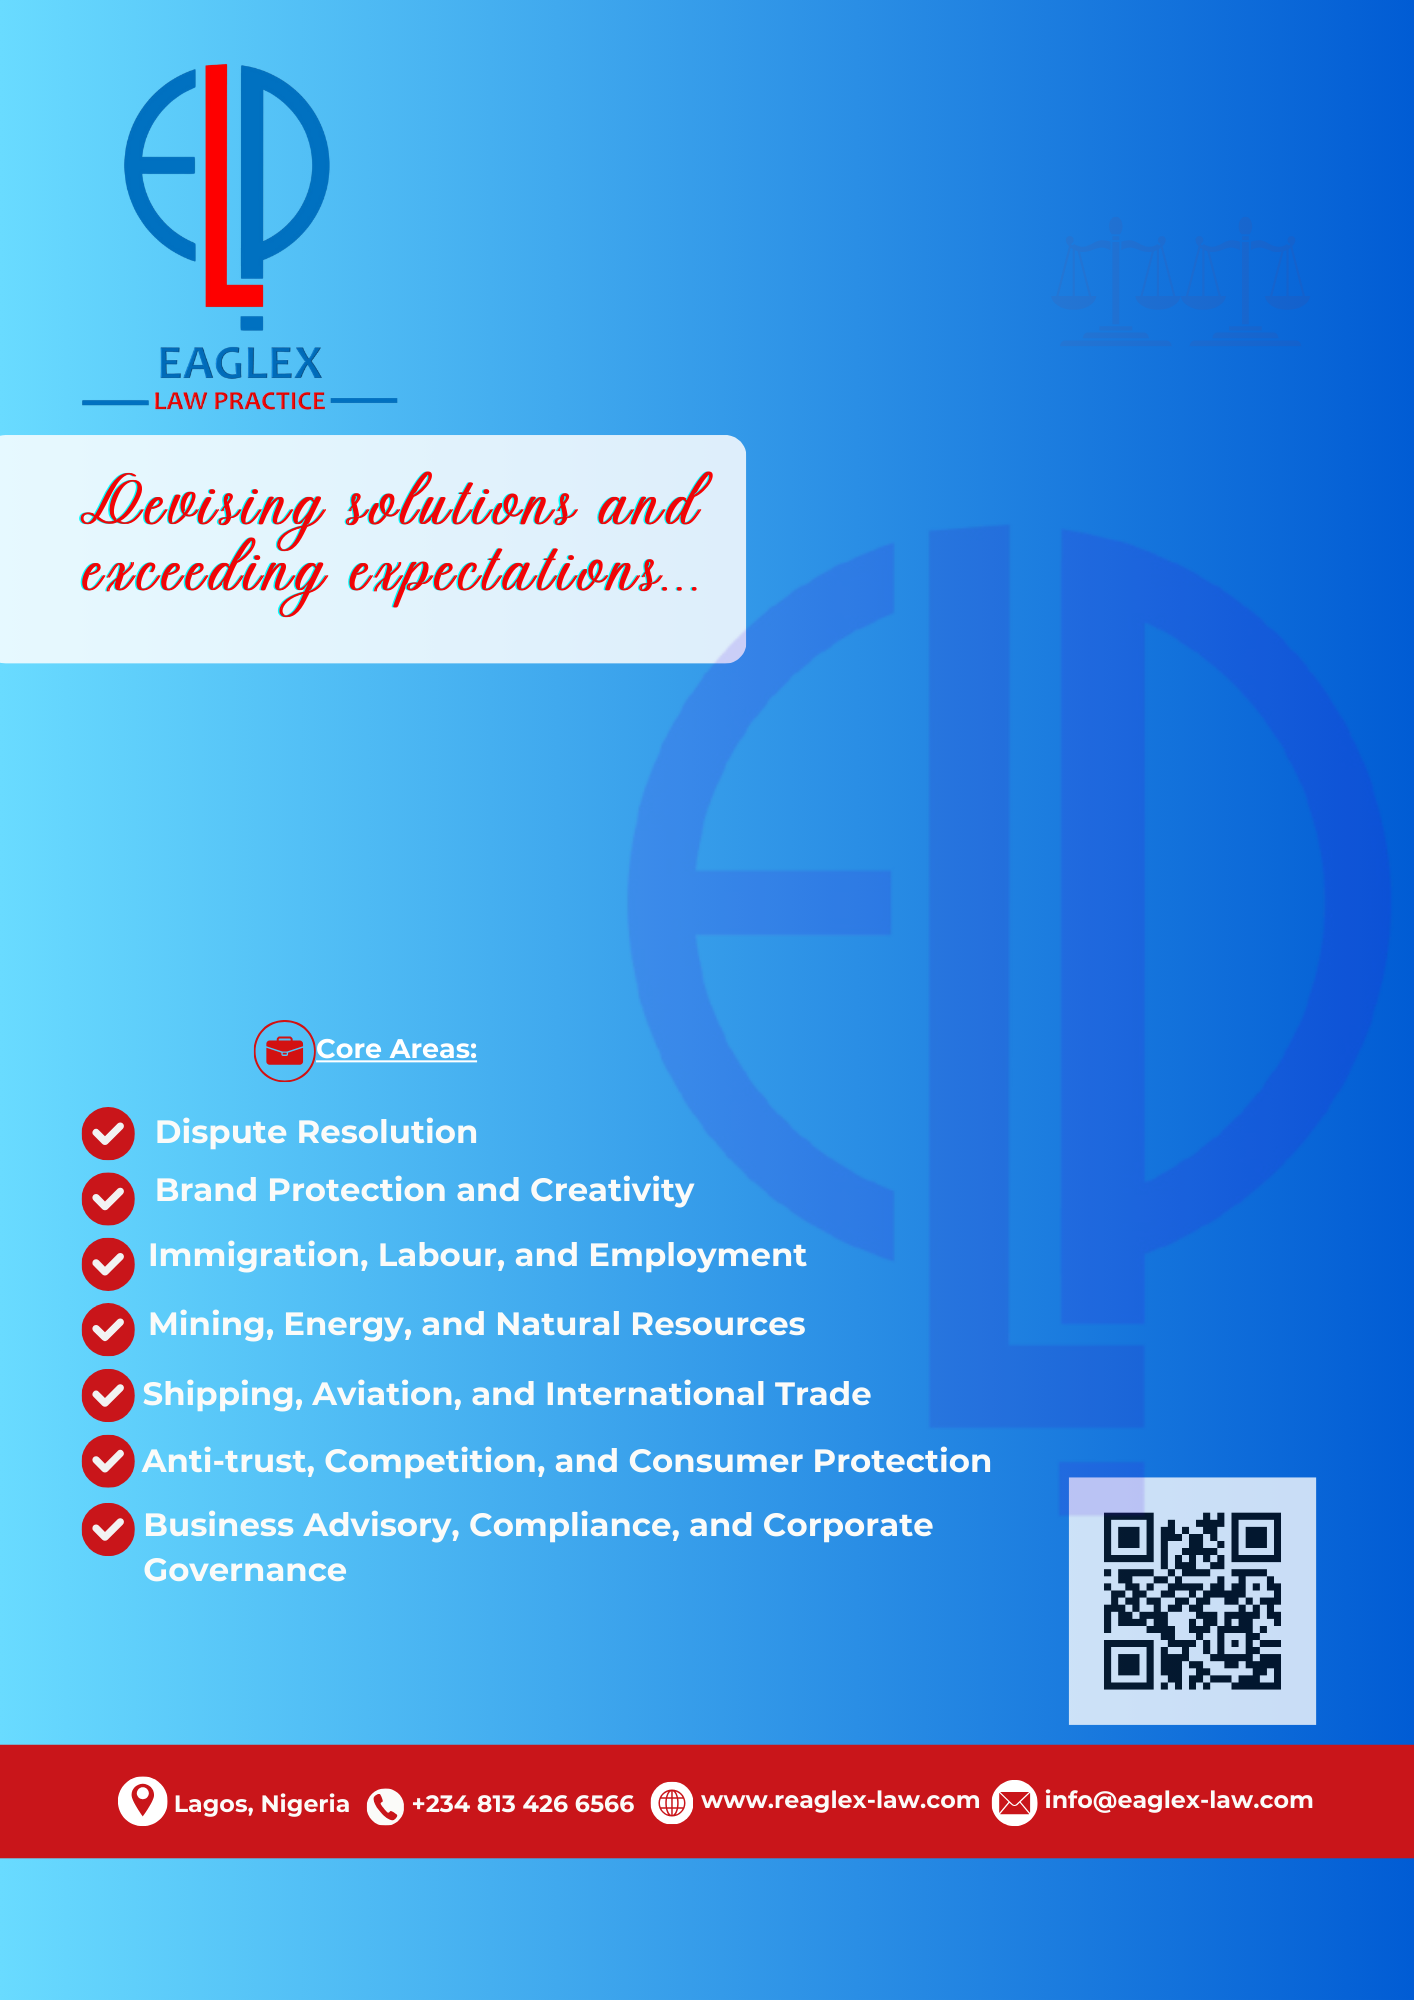 ELP
EAGLEX
LAW PRACTICE
Devising solutions and
exceeding expectations...
Core Areas:
Dispute Resolution
Brand Protection and Creativity
Immigration, Labour, and Employment
Mining, Energy, and Natural Resources
Shipping, Aviation, and International Trade
Anti-trust, Competition, and Consumer Protection
Business Advisory, Compliance, and Corporate
Governance
Lagos, Nigeria +234 813 426 6566 www.reaglex-law.com info@eaglex-law.com